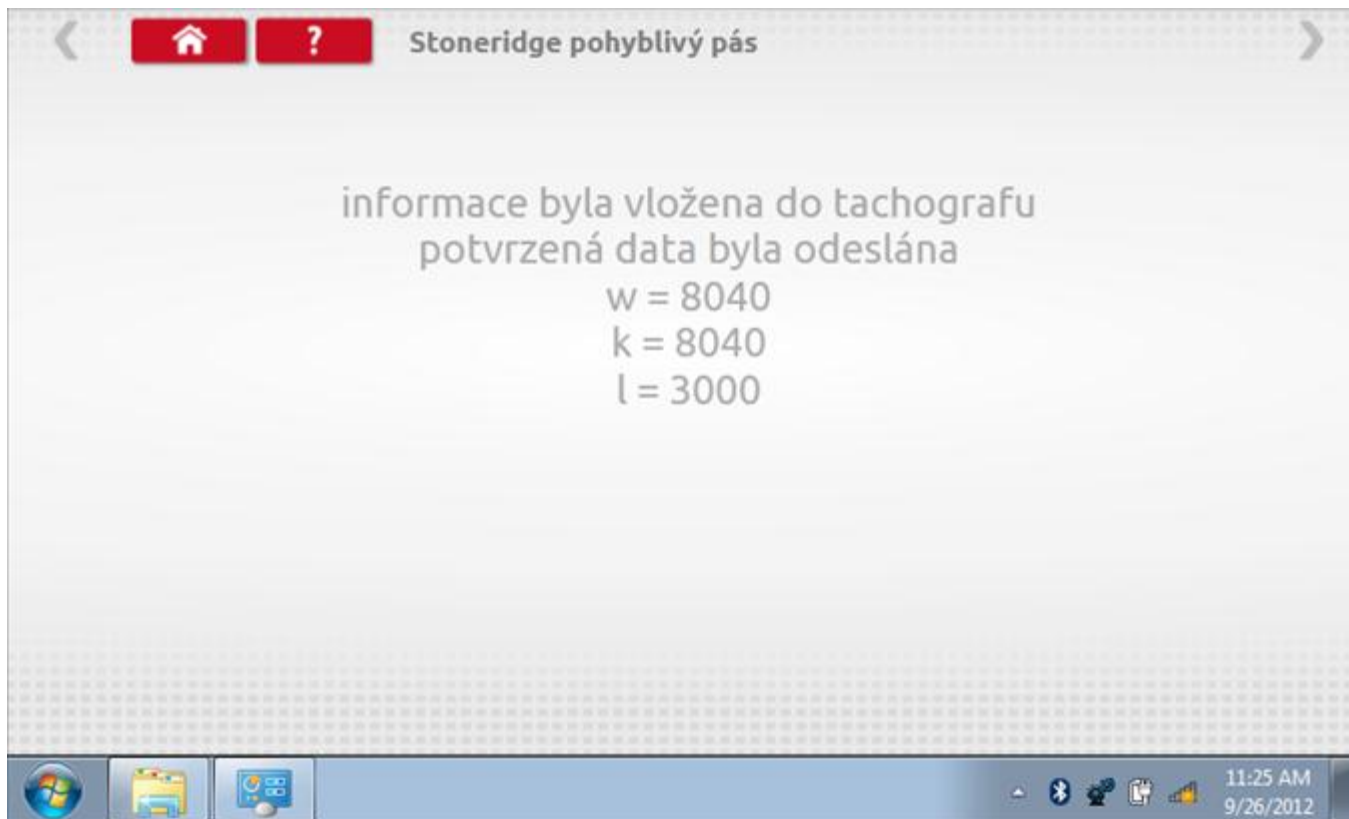 ? Stoneridge pohyblivý pás
informace byla vložena do tachografu
potvrzená data byla odeslána
w = 8040
k = 8040
l = 3000
11:25 AM
9/26/2012